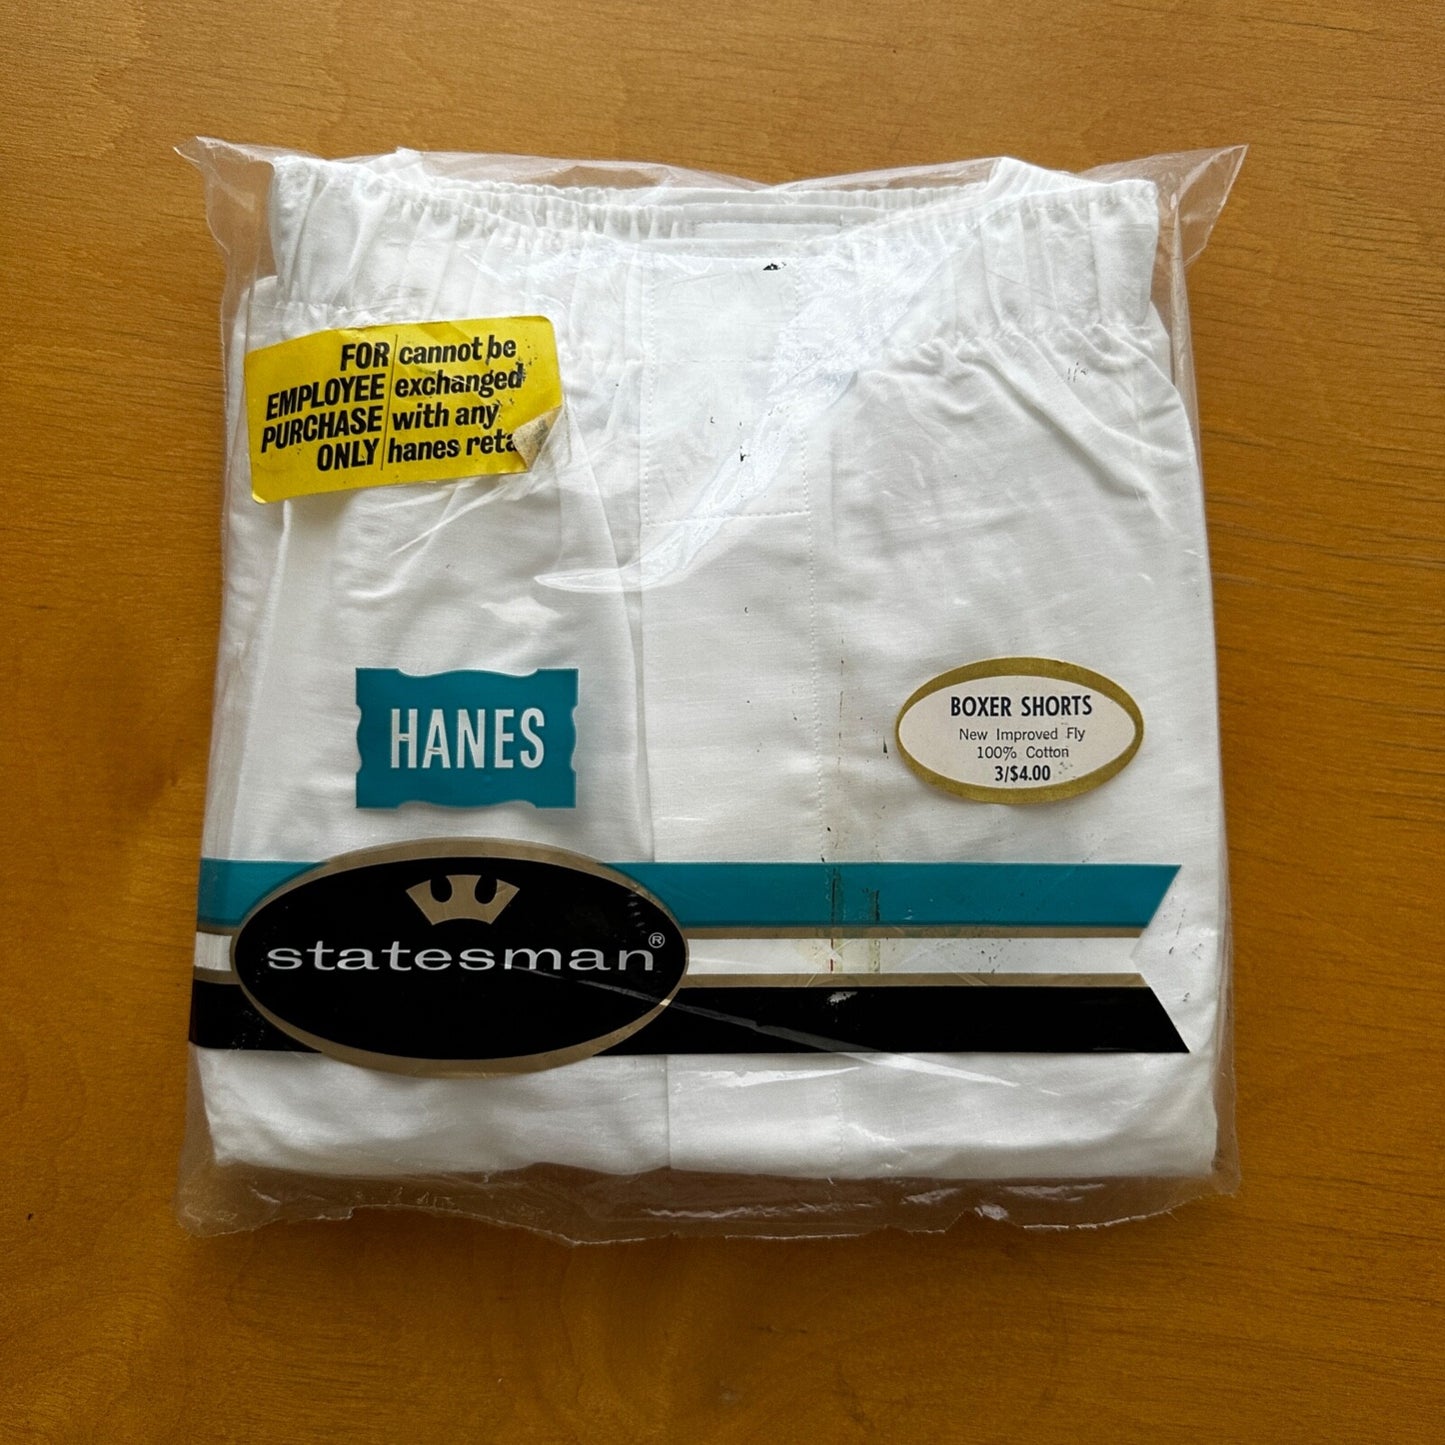 FOR
EMPLOYEE
PURCHASE
ONLY
cannot be
exchanged
with any
hanes
HANES
BOXER SHORTS
New Improved Fly
100% Cotton
3/$4.00
statesman®